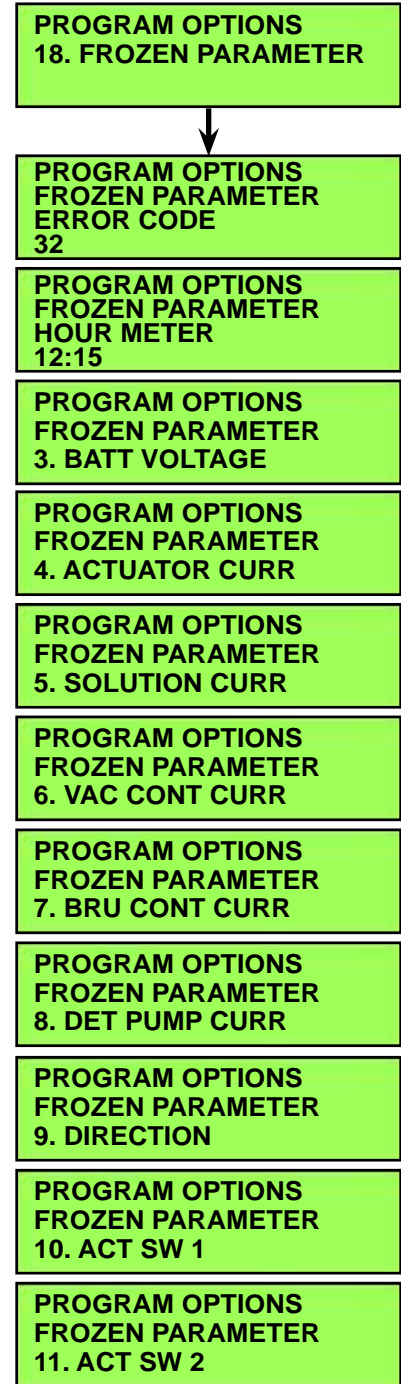 PROGRAM OPTIONS
18. FROZEN PARAMETER
PROGRAM OPTIONS
FROZEN PARAMETER
ERROR CODE
32
PROGRAM OPTIONS
FROZEN PARAMETER
HOUR METER
12:15
PROGRAM OPTIONS
FROZEN PARAMETER
3. BATT VOLTAGE
PROGRAM OPTIONS
FROZEN PARAMETER
4. ACTUATOR CURR
PROGRAM OPTIONS
FROZEN PARAMETER
5. SOLUTION CURR
PROGRAM OPTIONS
FROZEN PARAMETER
6. VAC CONT CURR
PROGRAM OPTIONS
FROZEN PARAMETER
7. BRU CONT CURR
PROGRAM OPTIONS
FROZEN PARAMETER
8. DET PUMP CURR
PROGRAM OPTIONS
FROZEN PARAMETER
9. DIRECTION
PROGRAM OPTIONS
FROZEN PARAMETER
10. ACT SW 1
PROGRAM OPTIONS
FROZEN PARAMETER
11. ACT SW 2